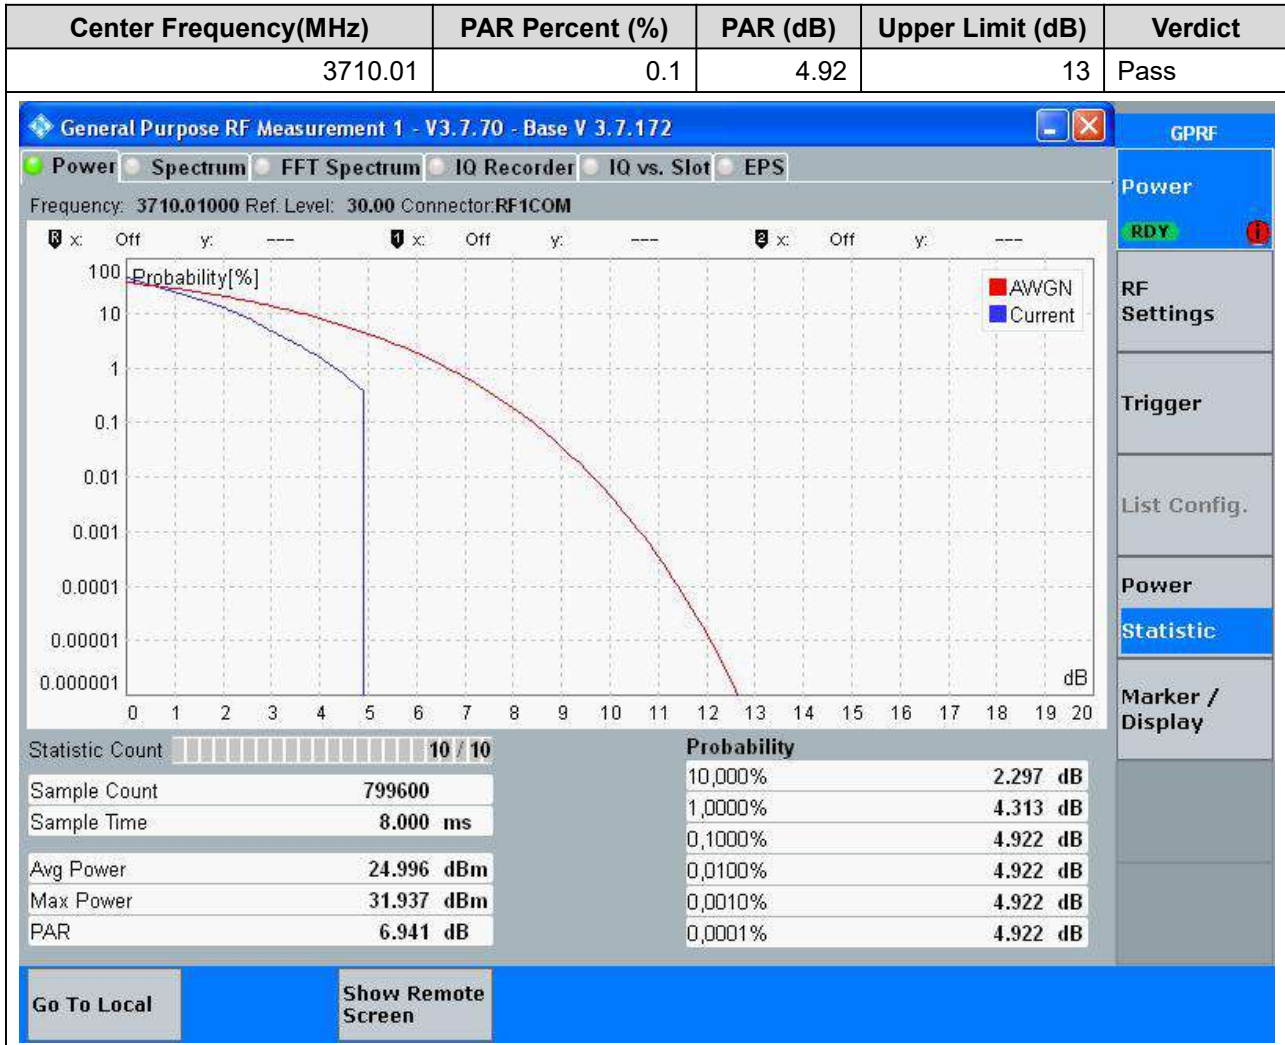 Center Frequency(MHz) PAR Percent (%) PAR (dB) Upper Limit (dB) Verdict
3710.01 0.1 4.92 13 Pass
General Purpose RF Measurement 1 - V3.7.70 - Base V 3.7.172
GPRF
Power Spectrum FFT Spectrum IQ Recorder IQ vs. Slot EPS
Frequency: 3710.01000 Ref. Level: 30.00 Connector:RF1COM
R x: Off y: --- 1 x: Off y: --- 2 x: Off y: ---
Probability[%]
AWGN
Current
100
10
1
0.1
0.01
0.001
0.0001
0.00001
0.000001
dB
0 1 2 3 4 5 6 7 8 9 10 11 12 13 14 15 16 17 18 19 20
Statistic Count 10 / 10
Sample Count 799600
Sample Time 8.000 ms
Avg Power 24.996 dBm
Max Power 31.937 dBm
PAR 6.941 dB
Probability
10,000% 2.297 dB
1,0000% 4.313 dB
0,1000% 4.922 dB
0,0100% 4.922 dB
0,0010% 4.922 dB
0,0001% 4.922 dB
Power
RDY i
RF
Settings
Trigger
List Config.
Power
Statistic
Marker /
Display
Go To Local
Show Remote
Screen